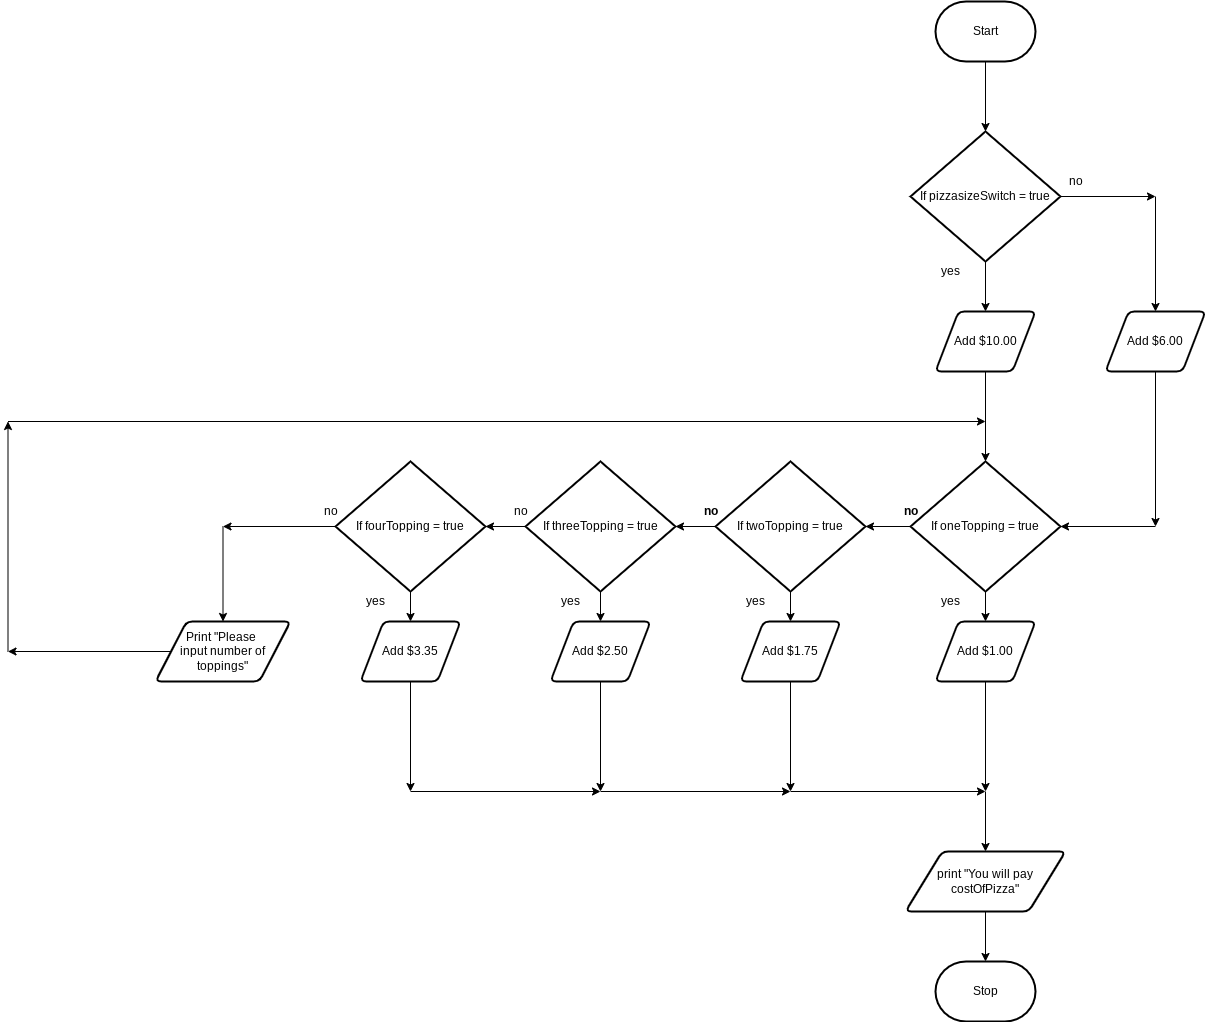 Start
no
If pizzasizeSwitch = true
yes
Add $10.00
Add $6.00
no
no
no
no
If fourTopping = true
If threeTopping = true
If twoTopping = true
If oneTopping = true
yes
yes
yes
yes
Print "Please
input number of
toppings"
Add $3.35
Add $2.50
Add $1.75
Add $1.00
print "You will pay
costOfPizza"
Stop